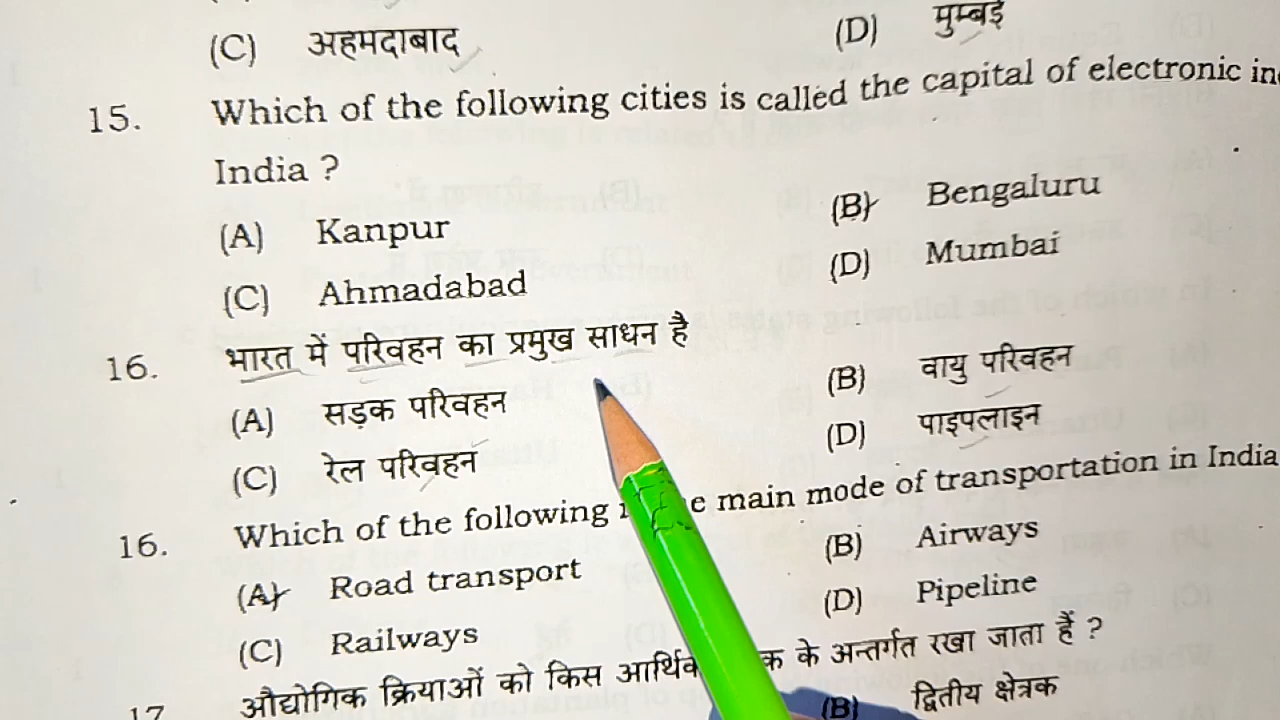 (C) अहमदाबाद (D) मुम्बई
15. Which of the following cities is called the capital of electronic
India ?
(A) Kanpur (B) Bengaluru
(C) Ahmadabad (D) Mumbai
16. भारत में परिवहन का प्रमुख साधन है
(A) सड़क परिवहन (B) वायु परिवहन
(C) रेल परिवहन (D) पाइपलाइन
16. Which of the following main mode of transportation in India
(A) Road transport (B) Airways
(C) Railways (D) Pipeline
17 औद्योगिक क्रियाओं को किस आर्थिक के अन्तर्गत रखा जाता हैं ?
(B) द्वितीय क्षेत्रक